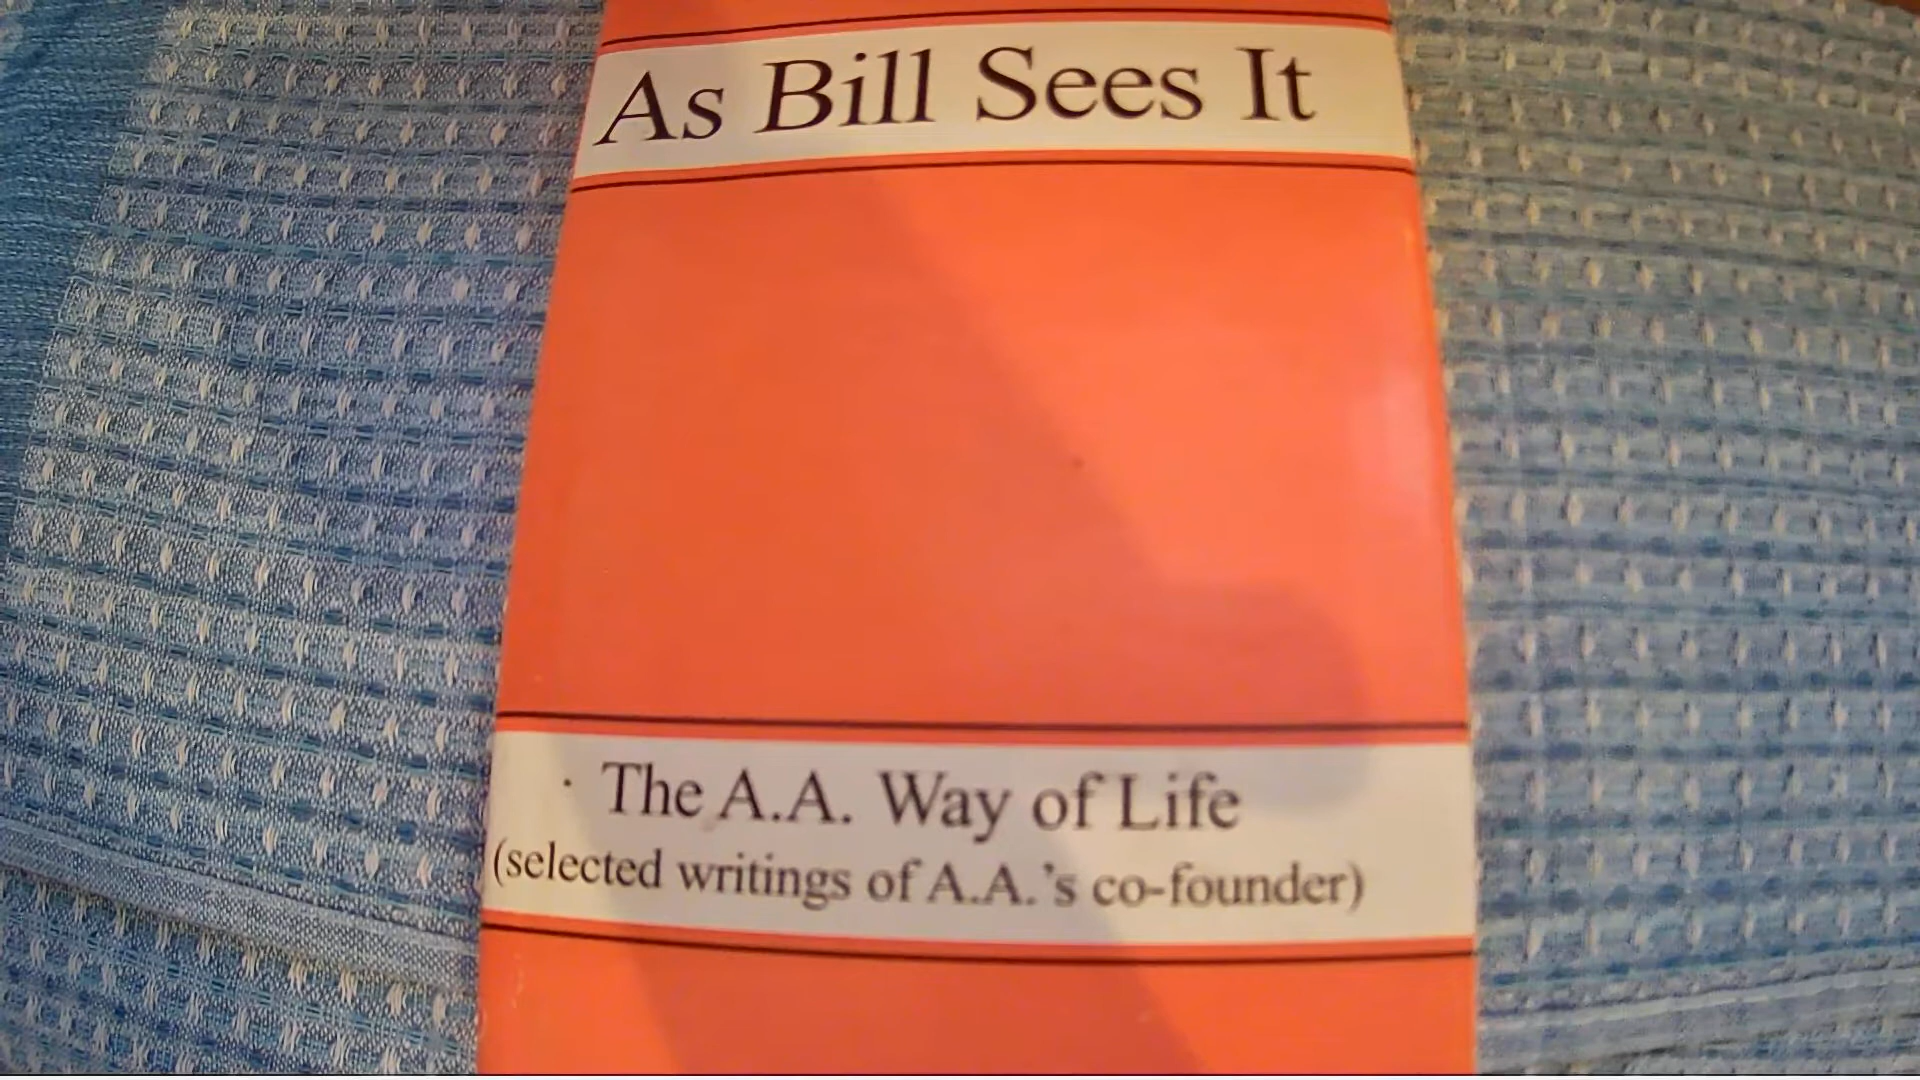 As Bill Sees It
The A.A. Way of Life
(selected writings of A.A.'s co-founder)